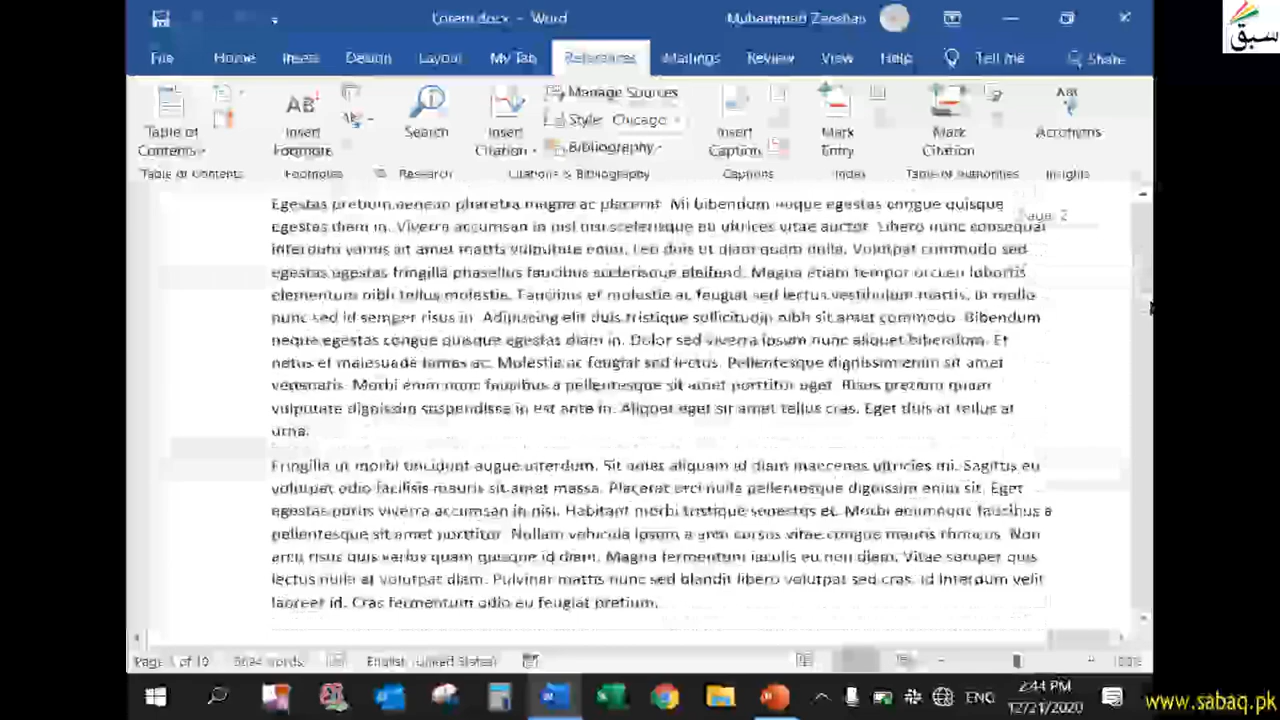 Lorem.docx - Word
Muhammad Zeeshan
سبق
File Home Insert Design Layout My Tab References Mailings Review View Help Tell me Share
Table of Contents
Insert Footnote
Search
Insert Citation
Manage Sources
Style: Chicago
Bibliography
Insert Caption
Mark Entry
Mark Citation
Acronyms
Table of Contents Footnotes Research Citations & Bibliography Captions Index Table of Authorities Insights
Page 2
Egestas pretium aenean pharetra magna ac placerat. Mi bibendum neque egestas congue quisque
egestas diam in. Viverra accumsan in nisl nisi scelerisque eu ultrices vitae auctor. Libero nunc consequat
interdum varius sit amet mattis vulputate enim. Leo duis ut diam quam nulla. Volutpat commodo sed
egestas egestas fringilla phasellus faucibus scelerisque eleifend. Magna etiam tempor orci eu lobortis
elementum nibh tellus molestie. Faucibus et molestie ac feugiat sed lectus vestibulum mattis. In mollis
nunc sed id semper risus in. Adipiscing elit duis tristique sollicitudin nibh sit amet commodo. Bibendum
neque egestas congue quisque egestas diam in. Dolor sed viverra ipsum nunc aliquet bibendum. Et
netus et malesuada fames ac. Molestie ac feugiat sed lectus. Pellentesque dignissim enim sit amet
venenatis. Morbi enim nunc faucibus a pellentesque sit amet porttitor eget. Risus pretium quam
vulputate dignissim suspendisse in est ante in. Aliquet eget sit amet tellus cras. Eget duis at tellus at
urna.
Fringilla ut morbi tincidunt augue interdum. Sit amet aliquam id diam maecenas ultricies mi. Sagittis eu
volutpat odio facilisis mauris sit amet massa. Placerat orci nulla pellentesque dignissim enim sit. Eget
egestas purus viverra accumsan in nisl. Habitant morbi tristique senectus et. Morbi enim nunc faucibus a
pellentesque sit amet porttitor. Nullam vehicula ipsum a arcu cursus vitae congue mauris rhoncus. Non
arcu risus quis varius quam quisque id diam. Magna fermentum iaculis eu non diam. Vitae semper quis
lectus nulla at volutpat diam. Pulvinar mattis nunc sed blandit libero volutpat sed cras. Id interdum velit
laoreet id. Cras fermentum odio eu feugiat pretium.
Page 1 of 10 words English (United States) 100%
ENG
2:44 PM
12/21/2020
www.sabaq.pk